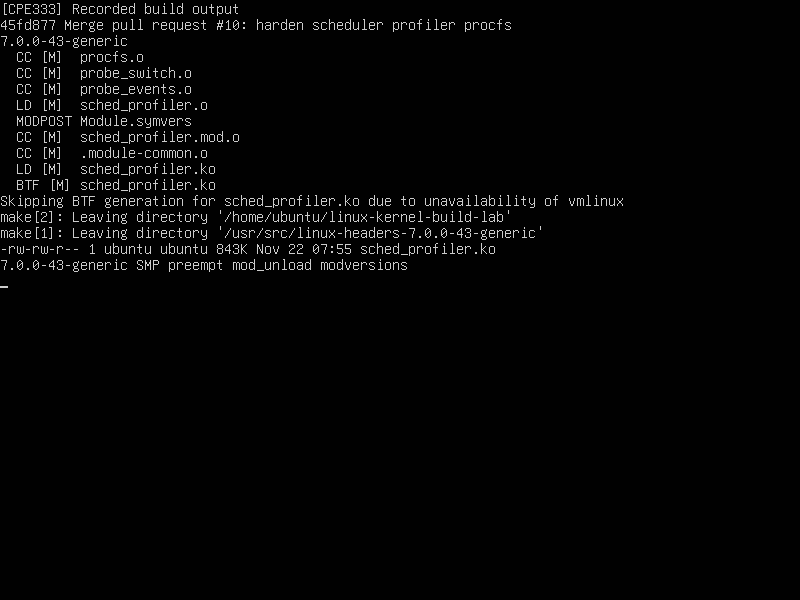 [CPE333] Recorded build output
45fd877 Merge pull request #10: harden scheduler profiler procfs
7.0.0-43-generic
  CC [M]  procfs.o
  CC [M]  probe_switch.o
  CC [M]  probe_events.o
  LD [M]  sched_profiler.o
  MODPOST Module.symvers
  CC [M]  sched_profiler.mod.o
  CC [M]  .module-common.o
  LD [M]  sched_profiler.ko
  BTF [M] sched_profiler.ko
Skipping BTF generation for sched_profiler.ko due to unavailability of vmlinux
make[2]: Leaving directory '/home/ubuntu/linux-kernel-build-lab'
make[1]: Leaving directory '/usr/src/linux-headers-7.0.0-43-generic'
-rw-rw-r-- 1 ubuntu ubuntu 843K Nov 22 07:55 sched_profiler.ko
7.0.0-43-generic SMP preempt mod_unload modversions